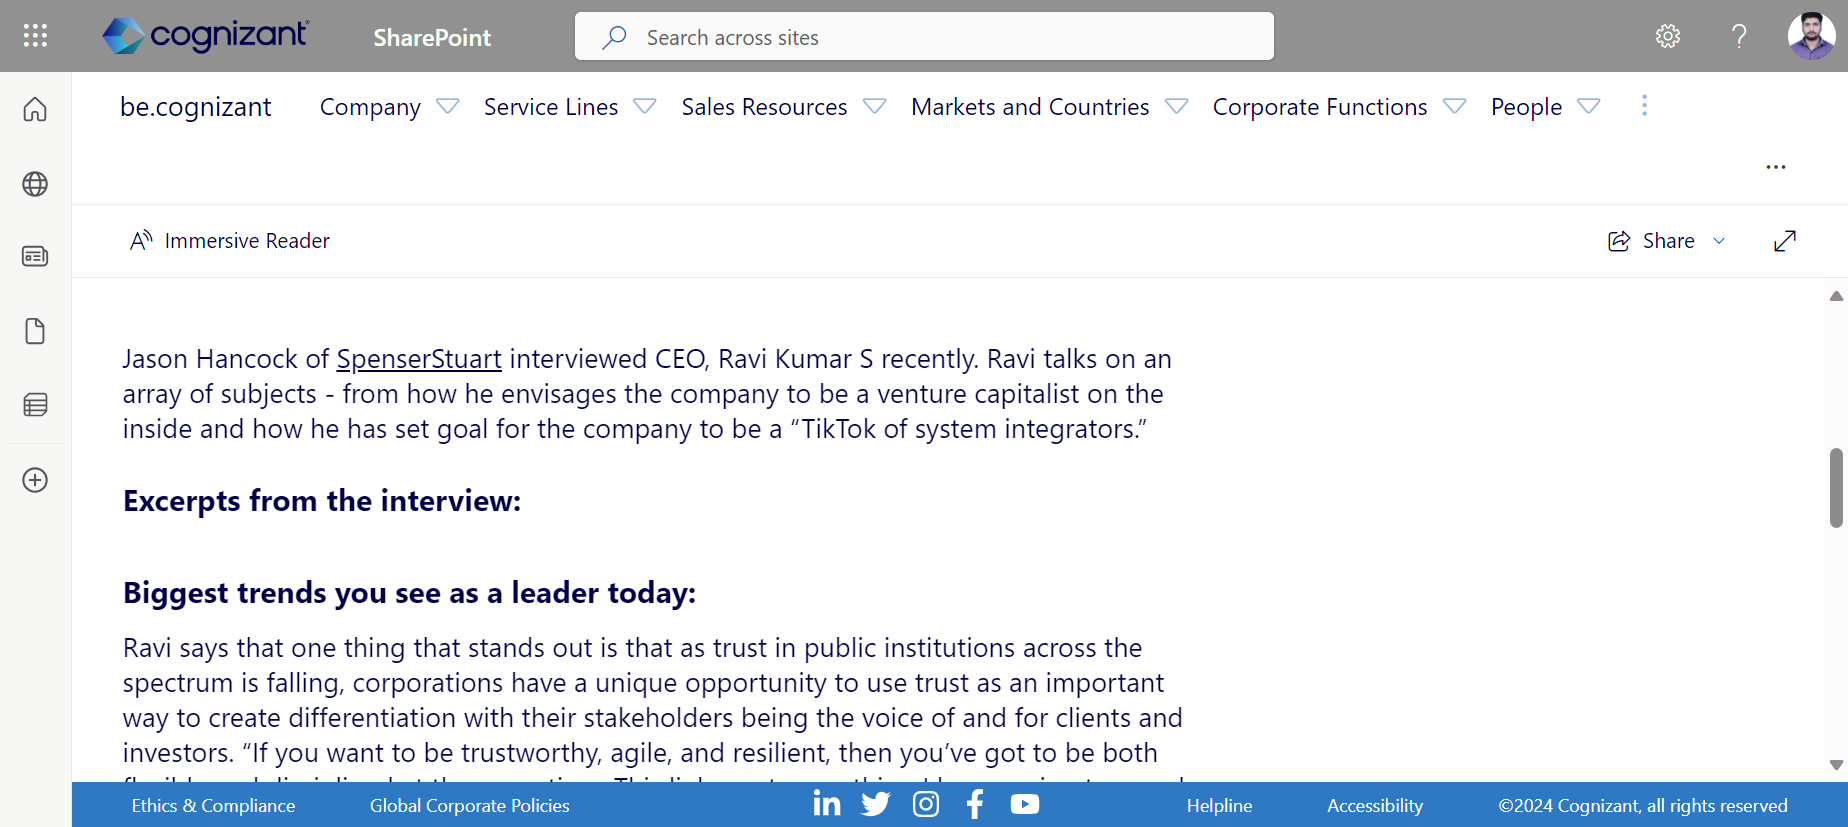 cognizant
SharePoint
Search across sites
be.cognizant
Company
Service Lines
Sales Resources
Markets and Countries
Corporate Functions
People
Immersive Reader
Share
Jason Hancock of SpenserStuart interviewed CEO, Ravi Kumar S recently. Ravi talks on an
array of subjects - from how he envisages the company to be a venture capitalist on the
inside and how he has set goal for the company to be a “TikTok of system integrators.”
Excerpts from the interview:
Biggest trends you see as a leader today:
Ravi says that one thing that stands out is that as trust in public institutions across the
spectrum is falling, corporations have a unique opportunity to use trust as an important
way to create differentiation with their stakeholders being the voice of and for clients and
investors. “If you want to be trustworthy, agile, and resilient, then you’ve got to be both
Ethics & Compliance
Global Corporate Policies
Helpline
Accessibility
©2024 Cognizant, all rights reserved